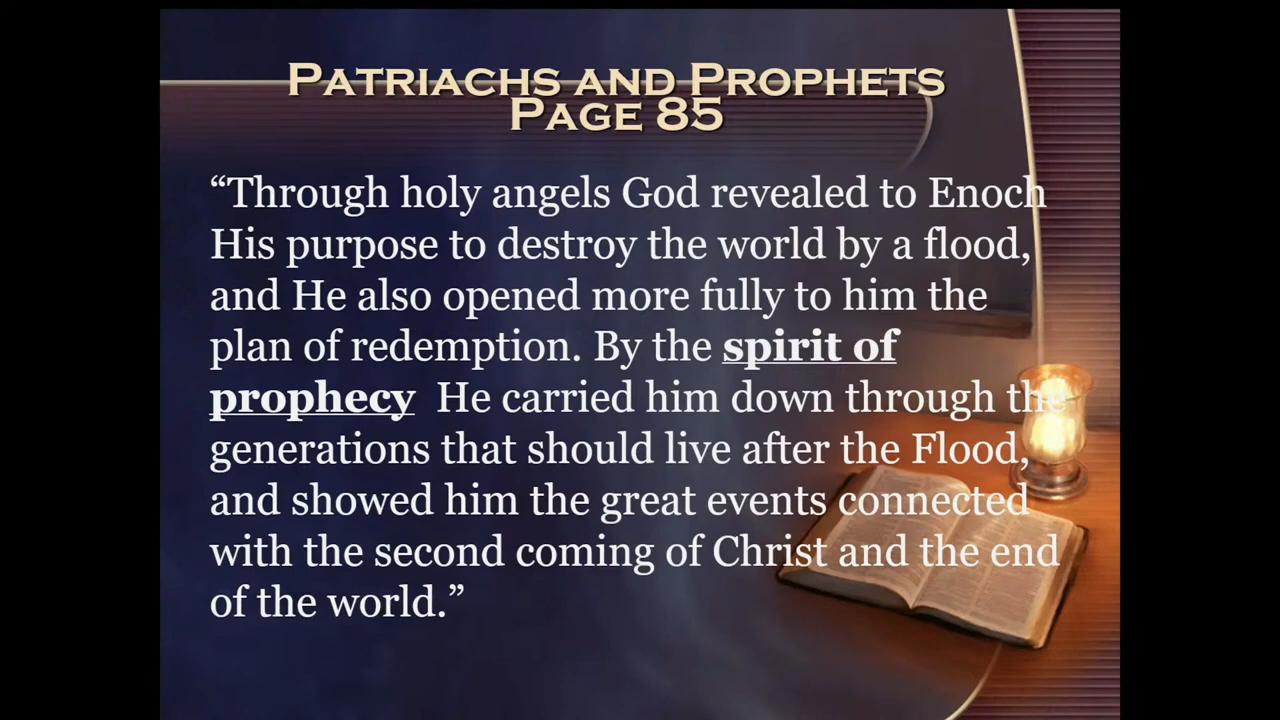 PATRIACHS AND PROPHETS
PAGE 85
“Through holy angels God revealed to Enoch
His purpose to destroy the world by a flood,
and He also opened more fully to him the
plan of redemption. By the spirit of
prophecy He carried him down through the
generations that should live after the Flood,
and showed him the great events connected
with the second coming of Christ and the end
of the world.”